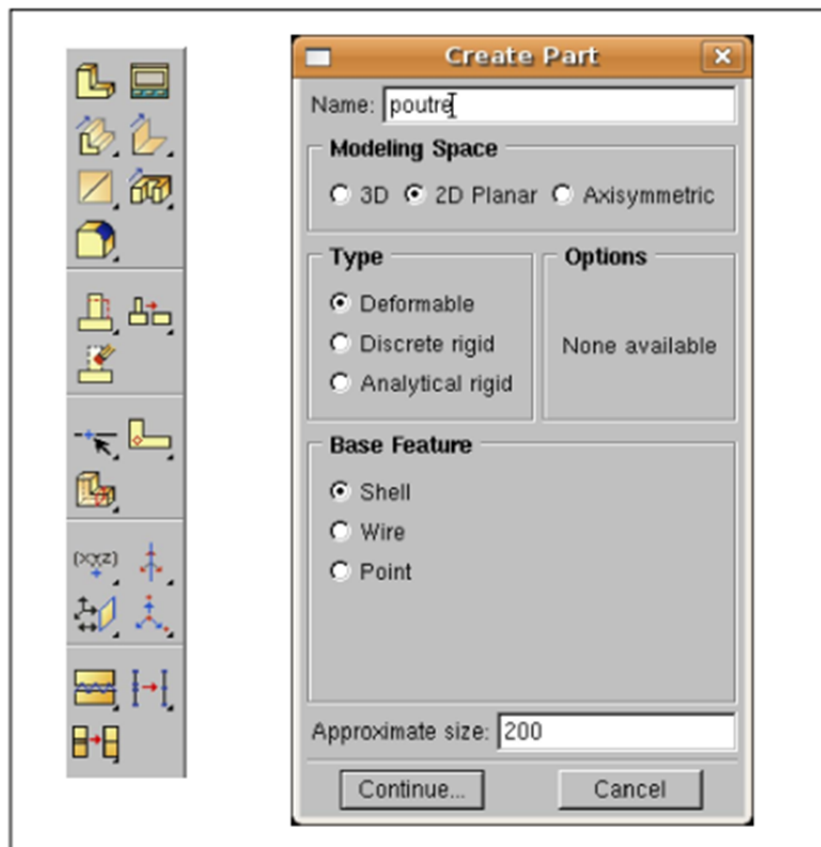 Create Part
Name: poutre
Modeling Space
3D 2D Planar Axisymmetric
Type
Deformable
Discrete rigid
Analytical rigid
Options
None available
Base Feature
Shell
Wire
Point
Approximate size: 200
Continue... Cancel
(XYZ)